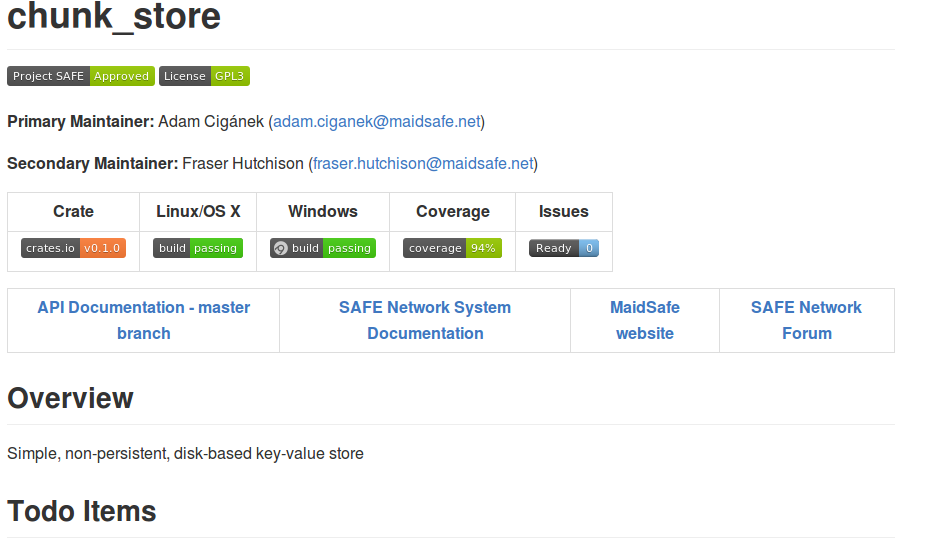 chunk_store
Project SAFE Approved License GPL3
Primary Maintainer: Adam Cigánek (adam.ciganek@maidsafe.net)
Secondary Maintainer: Fraser Hutchison (fraser.hutchison@maidsafe.net)
Crate Linux/OS X Windows Coverage Issues
crates.io v0.1.0 build passing build passing coverage 94% Ready 0
API Documentation - master SAFE Network System MaidSafe SAFE Network
branch Documentation website Forum
Overview
Simple, non-persistent, disk-based key-value store
Todo Items